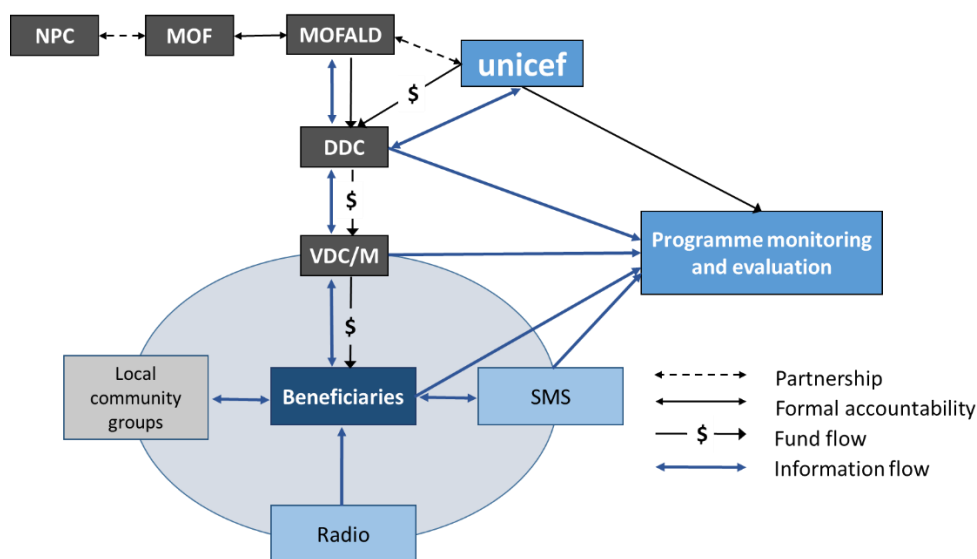 NPC
MOF
MOFALD
unicef
$
DDC
$
VDC/M
Programme monitoring
and evaluation
$
Local
community
groups
Beneficiaries
SMS
Radio
Partnership
Formal accountability
$
Fund flow
Information flow